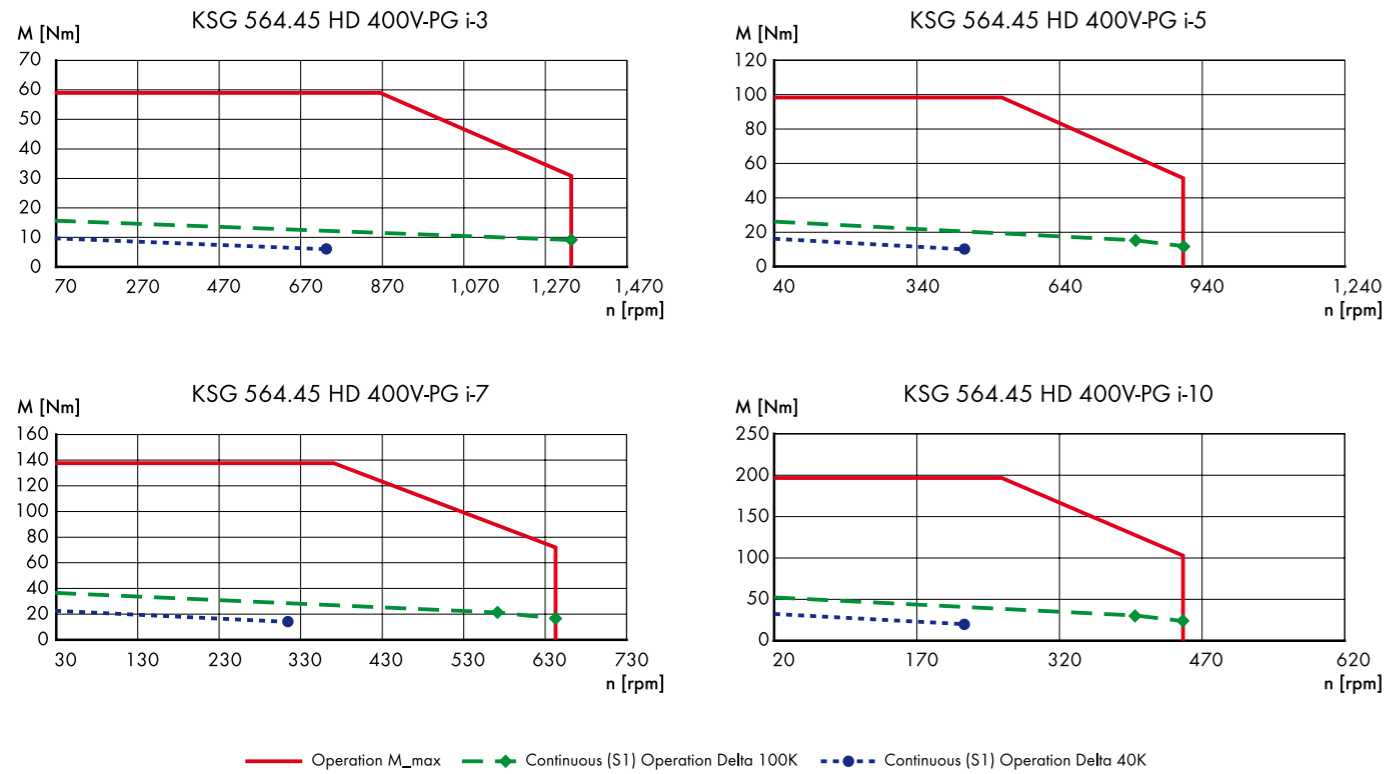 KSG 564.45 HD 400V-PG i-3
M [Nm]
70
60
50
40
30
20
10
0
70 270 470 670 870 1,070 1,270 1,470
n [rpm]
KSG 564.45 HD 400V-PG i-5
M [Nm]
120
100
80
60
40
20
0
40 340 640 940 1,240
n [rpm]
KSG 564.45 HD 400V-PG i-7
M [Nm]
160
140
120
100
80
60
40
20
0
30 130 230 330 430 530 630 730
n [rpm]
KSG 564.45 HD 400V-PG i-10
M [Nm]
250
200
150
100
50
0
20 170 320 470 620
n [rpm]
Operation M_max Continuous (S1) Operation Delta 100K Continuous (S1) Operation Delta 40K